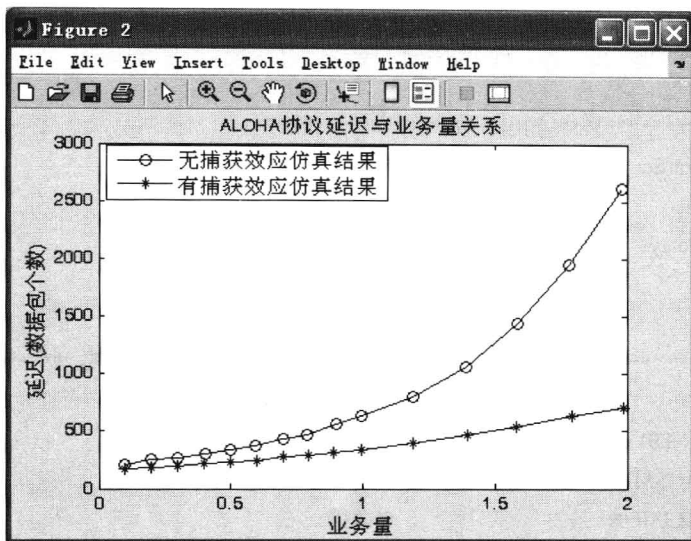 Figure 2
File Edit View Insert Tools Desktop Window Help
ALOHA协议延迟与业务量关系
无捕获效应仿真结果
有捕获效应仿真结果
延迟(数据包个数)
3000
2500
2000
1500
1000
500
0
0 0.5 1 1.5 2
业务量